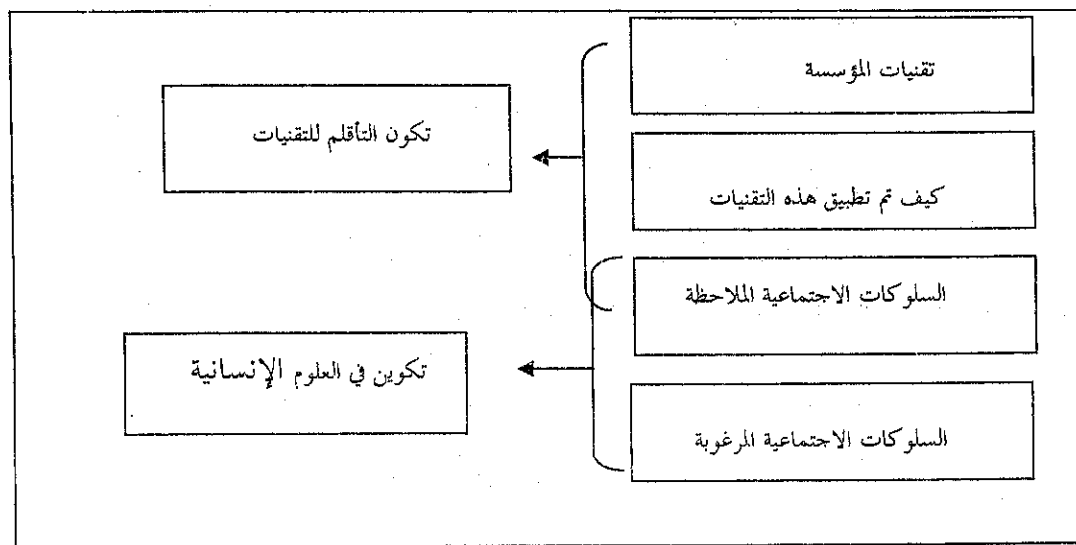 تقنيات المؤسسة
تكون التأقلم للتقنيات
كيف تم تطبيق هذه التقنيات
السلوكات الاجتماعية الملاحظة
تكوين في العلوم الإنسانية
السلوكات الاجتماعية المرغوبة